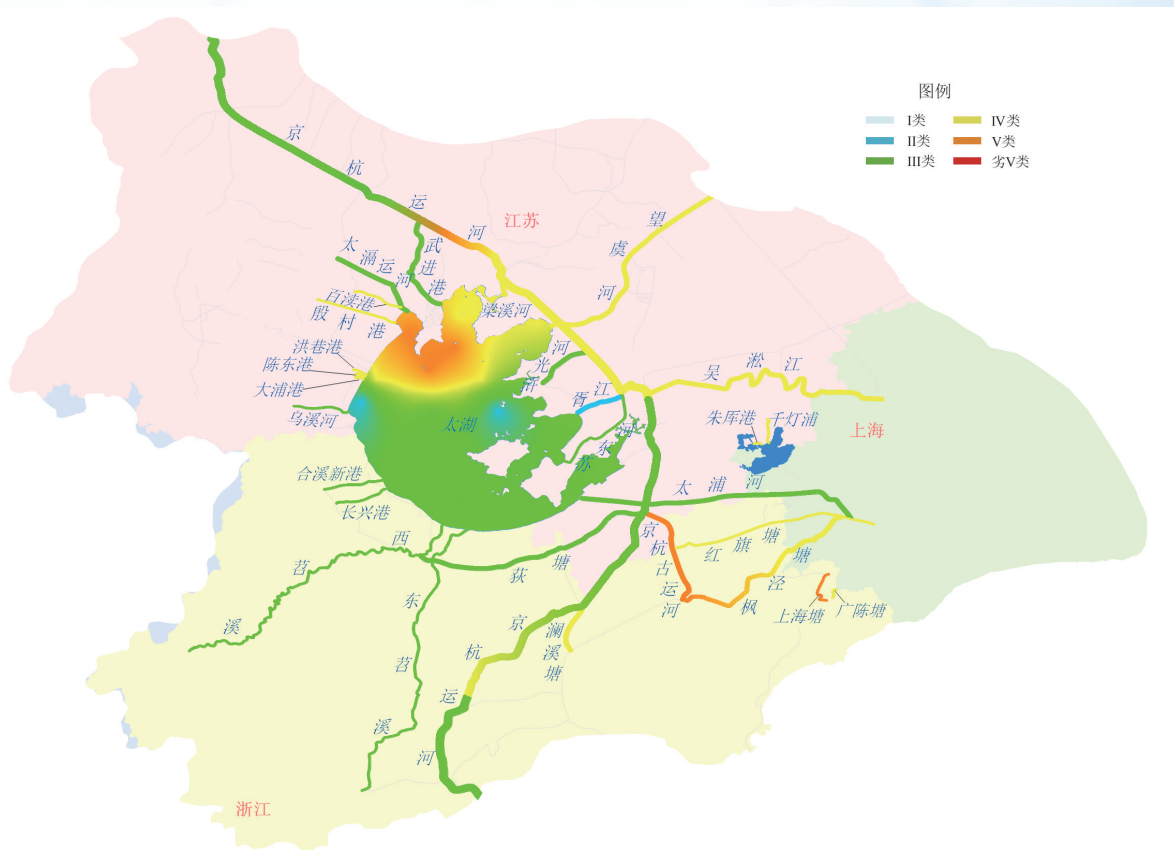 图例
I类
IV类
II类
V类
III类
劣V类
京杭运河
江苏
望虞河
太滆运河
武进港
百渎港
殷村港
梁溪河
洪巷港
陈东港
大浦港
乌溪河
浒光河
胥江
吴淞江
太湖
苏东河
朱厍港
千灯浦
上海
合溪新港
长兴港
太浦河
西苕溪
荻塘
东苕溪
京杭古运河
红旗塘
枫泾塘
上海塘
广陈塘
澜溪塘
京杭运河
浙江